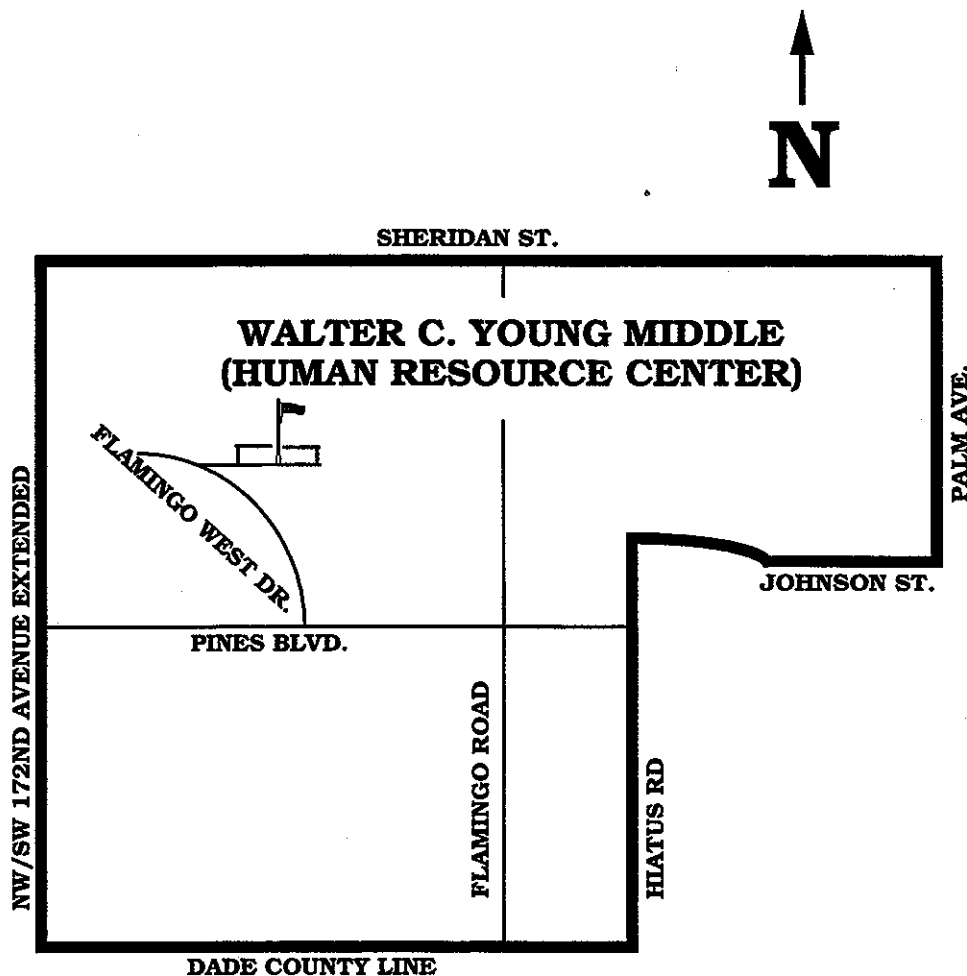 N
SHERIDAN ST.
WALTER C. YOUNG MIDDLE
(HUMAN RESOURCE CENTER)
PALM AVE.
FLAMINGO WEST DR.
NW/SW 172ND AVENUE EXTENDED
JOHNSON ST.
PINES BLVD.
FLAMINGO ROAD
HIATUS RD
DADE COUNTY LINE